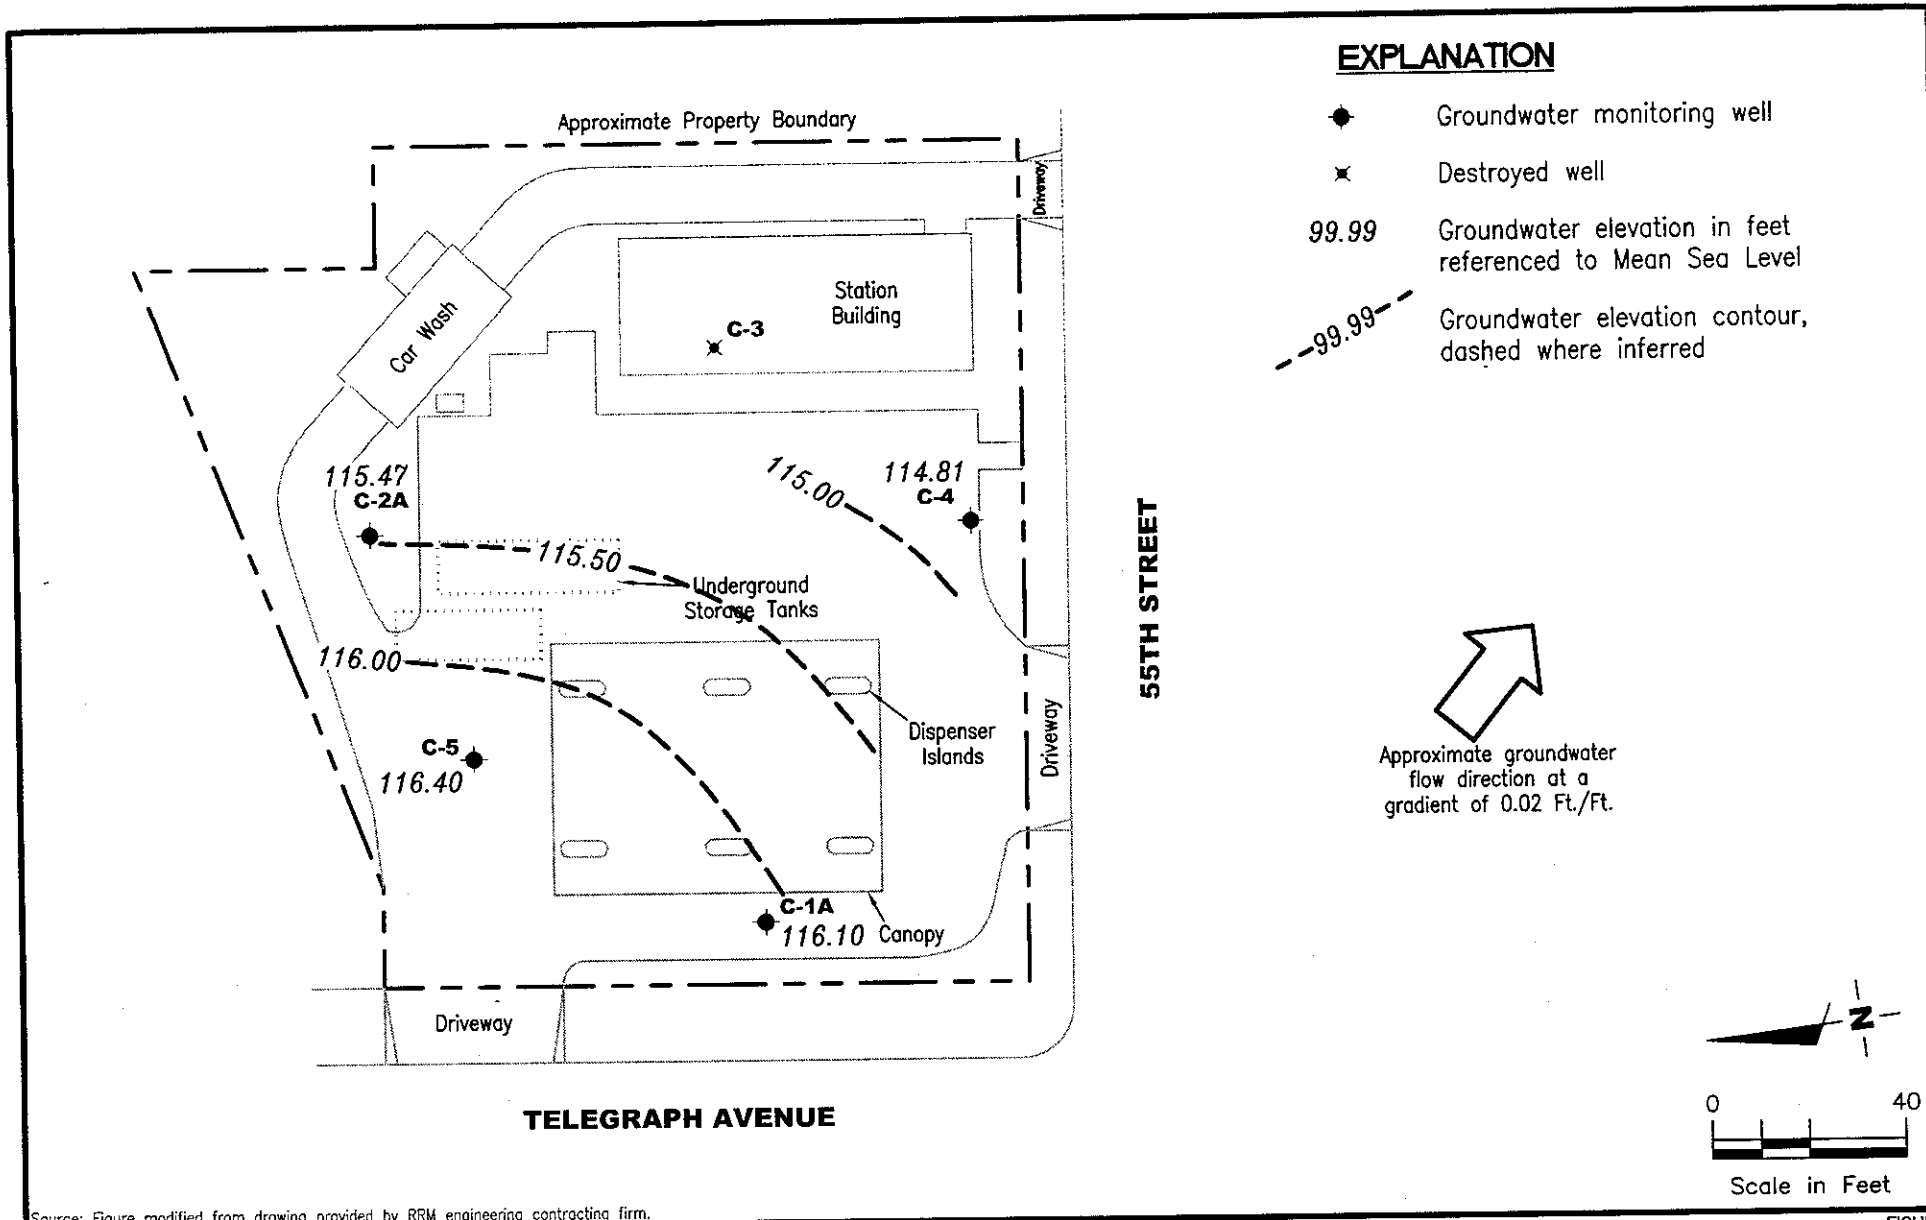 EXPLANATION
Groundwater monitoring well
Destroyed well
99.99
Groundwater elevation in feet
referenced to Mean Sea Level
99.99
Groundwater elevation contour,
dashed where inferred
Approximate Property Boundary
Driveway
Station
Building
C-3
Car Wash
115.47
C-2A
115.00
114.81
C-4
115.50
Underground
Storage Tanks
116.00
C-5
116.40
Dispenser
Islands
Driveway
55TH STREET
C-1A
116.10
Canopy
Driveway
TELEGRAPH AVENUE
Approximate groundwater
flow direction at a
gradient of 0.02 Ft./Ft.
N
0 40
Scale in Feet
Source: Figure modified from drawing provided by RRM engineering contracting firm.